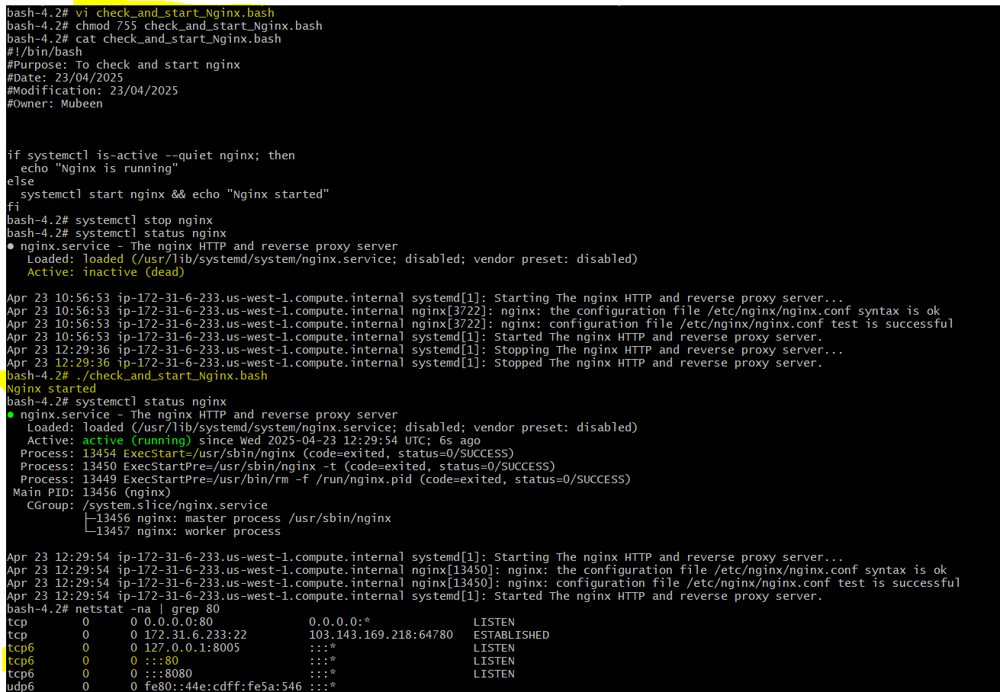 bash-4.2# vi check_and_start_Nginx.bash
bash-4.2# chmod 755 check_and_start_Nginx.bash
bash-4.2# cat check_and_start_Nginx.bash
#!/bin/bash
#Purpose: To check and start nginx
#Date: 23/04/2025
#Modification: 23/04/2025
#Owner: Mubeen
if systemctl is-active --quiet nginx; then
  echo "Nginx is running"
else
  systemctl start nginx && echo "Nginx started"
fi
bash-4.2# systemctl stop nginx
bash-4.2# systemctl status nginx
● nginx.service - The nginx HTTP and reverse proxy server
   Loaded: loaded (/usr/lib/systemd/system/nginx.service; disabled; vendor preset: disabled)
   Active: inactive (dead)
Apr 23 10:56:53 ip-172-31-6-233.us-west-1.compute.internal systemd[1]: Starting The nginx HTTP and reverse proxy server...
Apr 23 10:56:53 ip-172-31-6-233.us-west-1.compute.internal nginx[3722]: nginx: the configuration file /etc/nginx/nginx.conf syntax is ok
Apr 23 10:56:53 ip-172-31-6-233.us-west-1.compute.internal nginx[3722]: nginx: configuration file /etc/nginx/nginx.conf test is successful
Apr 23 10:56:53 ip-172-31-6-233.us-west-1.compute.internal systemd[1]: Started The nginx HTTP and reverse proxy server.
Apr 23 12:29:36 ip-172-31-6-233.us-west-1.compute.internal systemd[1]: Stopping The nginx HTTP and reverse proxy server...
Apr 23 12:29:36 ip-172-31-6-233.us-west-1.compute.internal systemd[1]: Stopped The nginx HTTP and reverse proxy server.
bash-4.2# ./check_and_start_Nginx.bash
Nginx started
bash-4.2# systemctl status nginx
● nginx.service - The nginx HTTP and reverse proxy server
   Loaded: loaded (/usr/lib/systemd/system/nginx.service; disabled; vendor preset: disabled)
   Active: active (running) since Wed 2025-04-23 12:29:54 UTC; 6s ago
  Process: 13454 ExecStart=/usr/sbin/nginx (code=exited, status=0/SUCCESS)
  Process: 13450 ExecStartPre=/usr/sbin/nginx -t (code=exited, status=0/SUCCESS)
  Process: 13449 ExecStartPre=/usr/bin/rm -f /run/nginx.pid (code=exited, status=0/SUCCESS)
 Main PID: 13456 (nginx)
   CGroup: /system.slice/nginx.service
           ├─13456 nginx: master process /usr/sbin/nginx
           └─13457 nginx: worker process
Apr 23 12:29:54 ip-172-31-6-233.us-west-1.compute.internal systemd[1]: Starting The nginx HTTP and reverse proxy server...
Apr 23 12:29:54 ip-172-31-6-233.us-west-1.compute.internal nginx[13450]: nginx: the configuration file /etc/nginx/nginx.conf syntax is ok
Apr 23 12:29:54 ip-172-31-6-233.us-west-1.compute.internal nginx[13450]: nginx: configuration file /etc/nginx/nginx.conf test is successful
Apr 23 12:29:54 ip-172-31-6-233.us-west-1.compute.internal systemd[1]: Started The nginx HTTP and reverse proxy server.
bash-4.2# netstat -na | grep 80
tcp        0      0 0.0.0.0:80              0.0.0.0:*               LISTEN
tcp        0      0 172.31.6.233:22         103.143.169.218:64780   ESTABLISHED
tcp6       0      0 127.0.0.1:8005          :::*                    LISTEN
tcp6       0      0 :::80                   :::*                    LISTEN
tcp6       0      0 :::8080                 :::*                    LISTEN
udp6       0      0 fe80::44e:cdff:fe5a:546 :::*